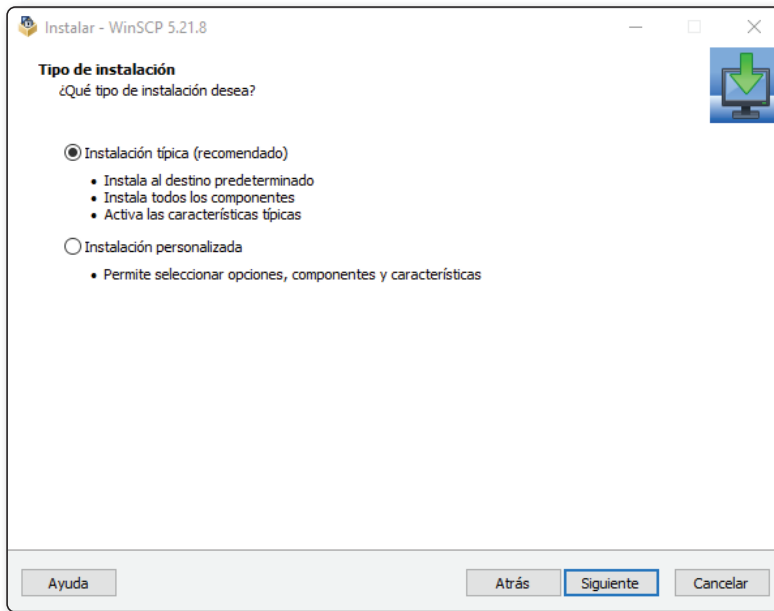 Instalar - WinSCP 5.21.8
Tipo de instalación
¿Qué tipo de instalación desea?
Instalación típica (recomendado)
• Instala al destino predeterminado
• Instala todos los componentes
• Activa las características típicas
Instalación personalizada
• Permite seleccionar opciones, componentes y características
Ayuda Atrás Siguiente Cancelar